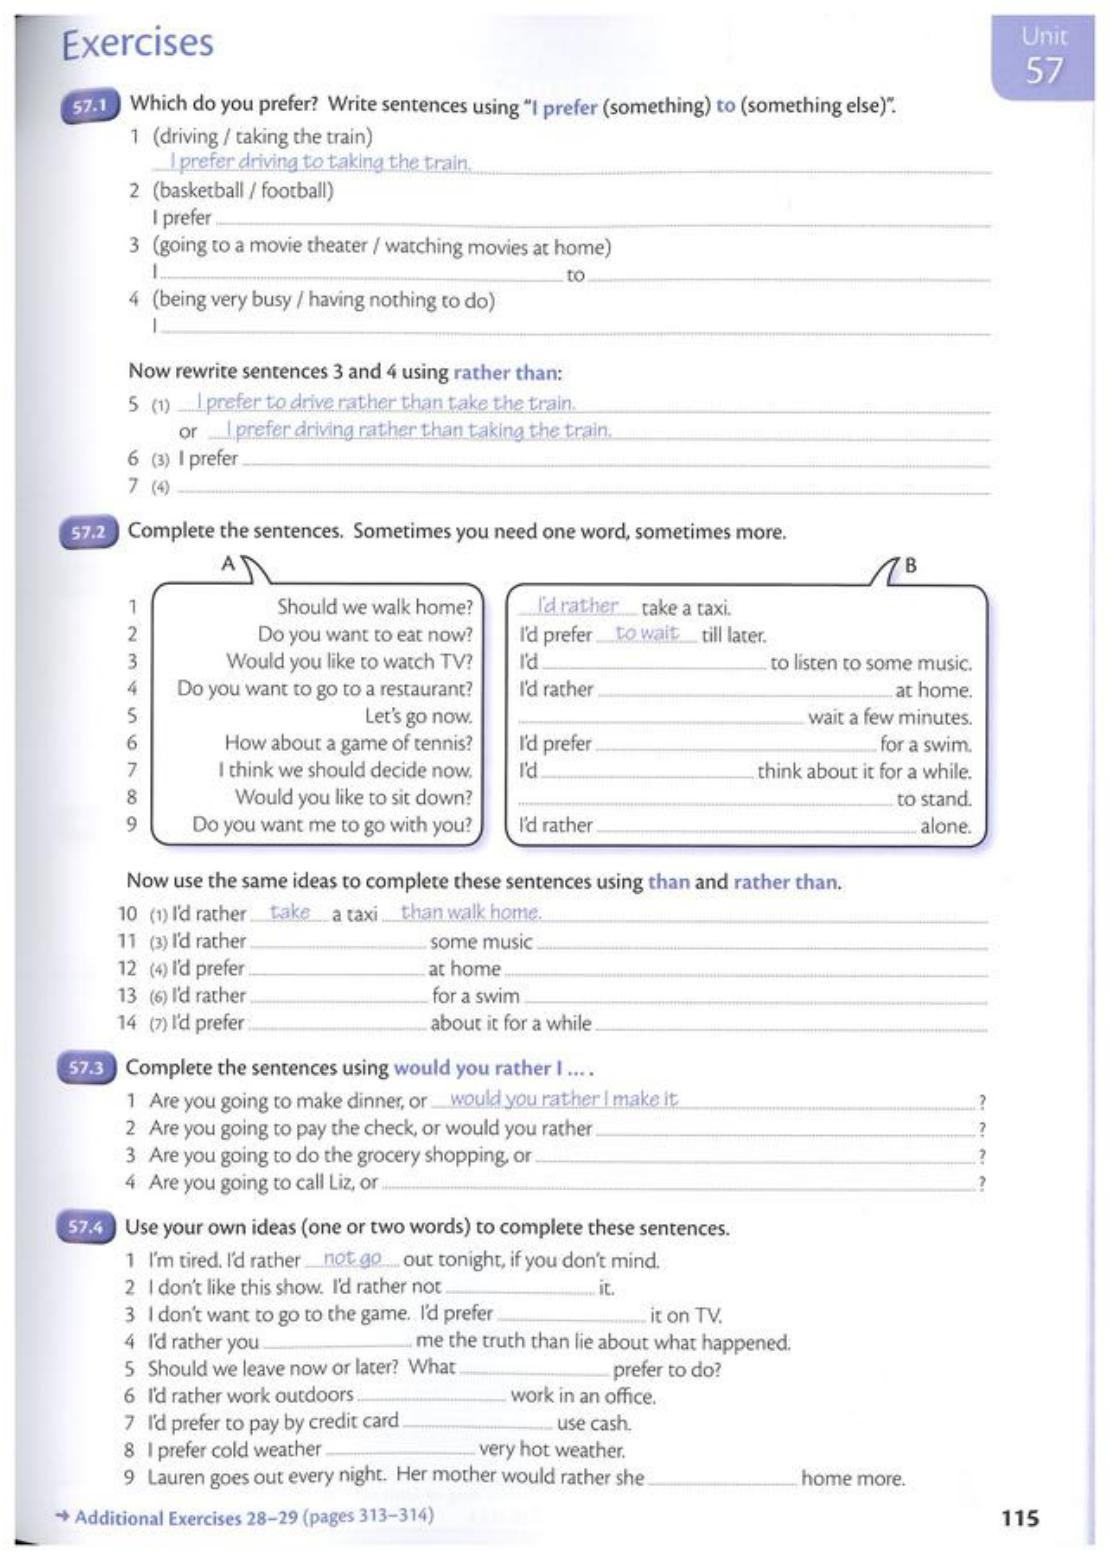 Exercises
Unit
57
57.1 Which do you prefer? Write sentences using "I prefer (something) to (something else)".
1 (driving / taking the train)
I prefer driving to taking the train.
2 (basketball / football)
I prefer
3 (going to a movie theater / watching movies at home)
I to
4 (being very busy / having nothing to do)
I
Now rewrite sentences 3 and 4 using rather than:
5 (1) I prefer to drive rather than take the train.
or I prefer driving rather than taking the train.
6 (3) I prefer
7 (4)
57.2 Complete the sentences. Sometimes you need one word, sometimes more.
A B
1 Should we walk home? I'd rather take a taxi.
2 Do you want to eat now? I'd prefer to wait till later.
3 Would you like to watch TV? I'd to listen to some music.
4 Do you want to go to a restaurant? I'd rather at home.
5 Let's go now. wait a few minutes.
6 How about a game of tennis? I'd prefer for a swim.
7 I think we should decide now. I'd think about it for a while.
8 Would you like to sit down? to stand.
9 Do you want me to go with you? I'd rather alone.
Now use the same ideas to complete these sentences using than and rather than.
10 (1) I'd rather take a taxi than walk home.
11 (3) I'd rather some music
12 (4) I'd prefer at home
13 (6) I'd rather for a swim
14 (7) I'd prefer about it for a while
57.3 Complete the sentences using would you rather I ... .
1 Are you going to make dinner, or would you rather I make it ?
2 Are you going to pay the check, or would you rather ?
3 Are you going to do the grocery shopping, or ?
4 Are you going to call Liz, or ?
57.4 Use your own ideas (one or two words) to complete these sentences.
1 I'm tired. I'd rather not go out tonight, if you don't mind.
2 I don't like this show. I'd rather not it.
3 I don't want to go to the game. I'd prefer it on TV.
4 I'd rather you me the truth than lie about what happened.
5 Should we leave now or later? What prefer to do?
6 I'd rather work outdoors work in an office.
7 I'd prefer to pay by credit card use cash.
8 I prefer cold weather very hot weather.
9 Lauren goes out every night. Her mother would rather she home more.
→ Additional Exercises 28–29 (pages 313–314)
115